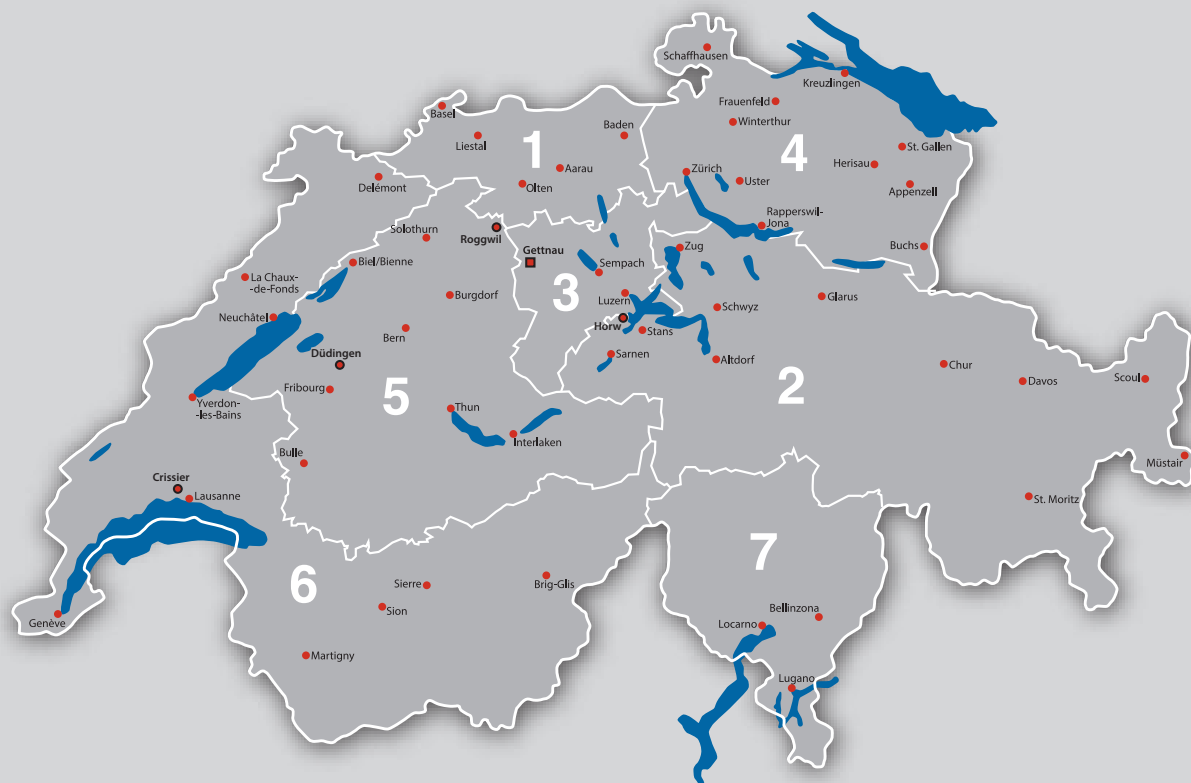 Schaffhausen
Kreuzlingen
Frauenfeld
Basel
Winterthur
Baden
Liestal
1
4
St. Gallen
Herisau
Aarau
Zürich
Delémont
Olten
Uster
Appenzell
Rapperswil-
Jona
Solothurn
Roggwil
Gettnau
Zug
Buchs
Biel/Bienne
Sempach
La Chaux-
-de-Fonds
3
Burgdorf
Luzern
Glarus
Schwyz
Neuchâtel
Horw
Stans
Bern
Düdingen
Sarnen
Altdorf
Chur
Scoul
Davos
Fribourg
5
2
Yverdon-
-les-Bains
Thun
Interlaken
Bulle
Müstair
Crissier
Lausanne
St. Moritz
7
6
Sierre
Brig-Glis
Sion
Bellinzona
Genève
Locarno
Martigny
Lugano